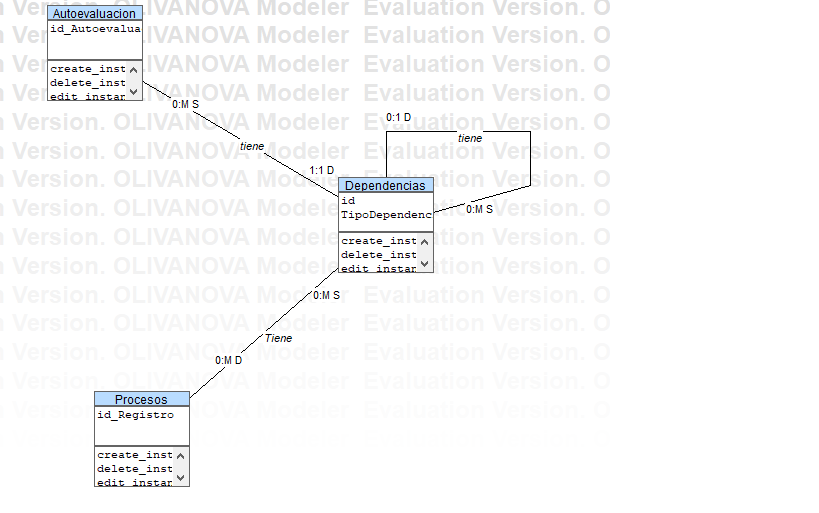 Autoevaluacion
id_Autoevalua
create_inst
delete_inst
edit_instar
0:M S
tiene
1:1 D
0:1 D
tiene
0:M S
Dependencias
id
TipoDependenc
create_inst
delete_inst
edit_instar
0:M S
Tiene
0:M D
Procesos
id_Registro
create_inst
delete_inst
edit_instar
n Version. OLIVANOVA Modeler Evaluation Version. O